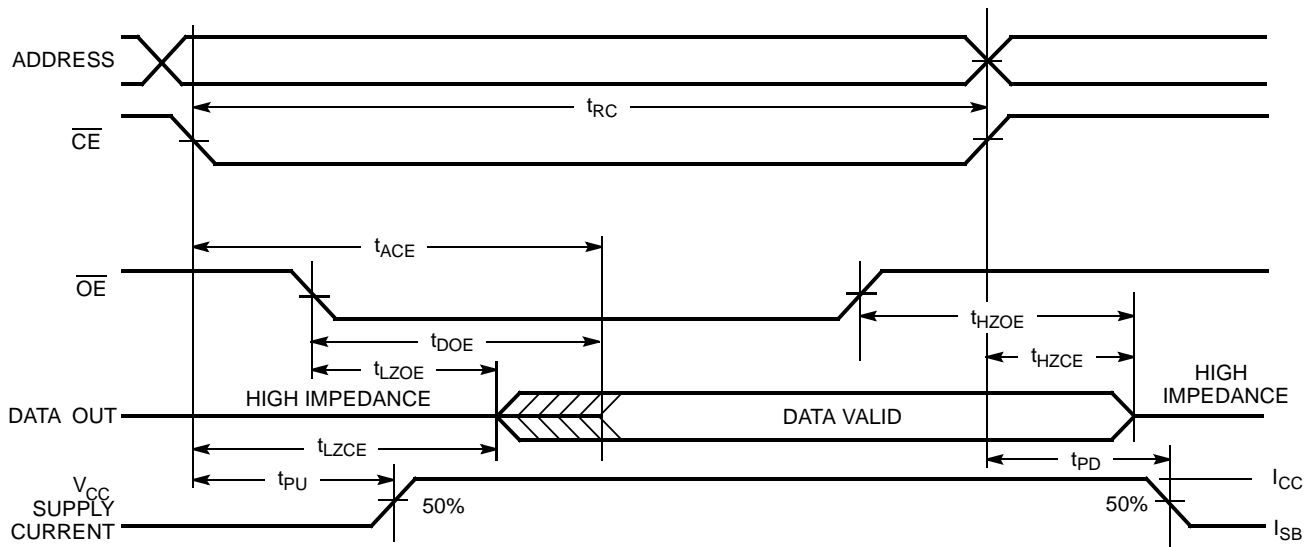 ADDRESS
tRC
CE
tACE
OE
tHZOE
tDOE
tHZCE
tLZOE
HIGH IMPEDANCE
HIGH
IMPEDANCE
DATA OUT
DATA VALID
tLZCE
tPD
tPU
VCC
SUPPLY
CURRENT
50%
50%
ICC
ISB